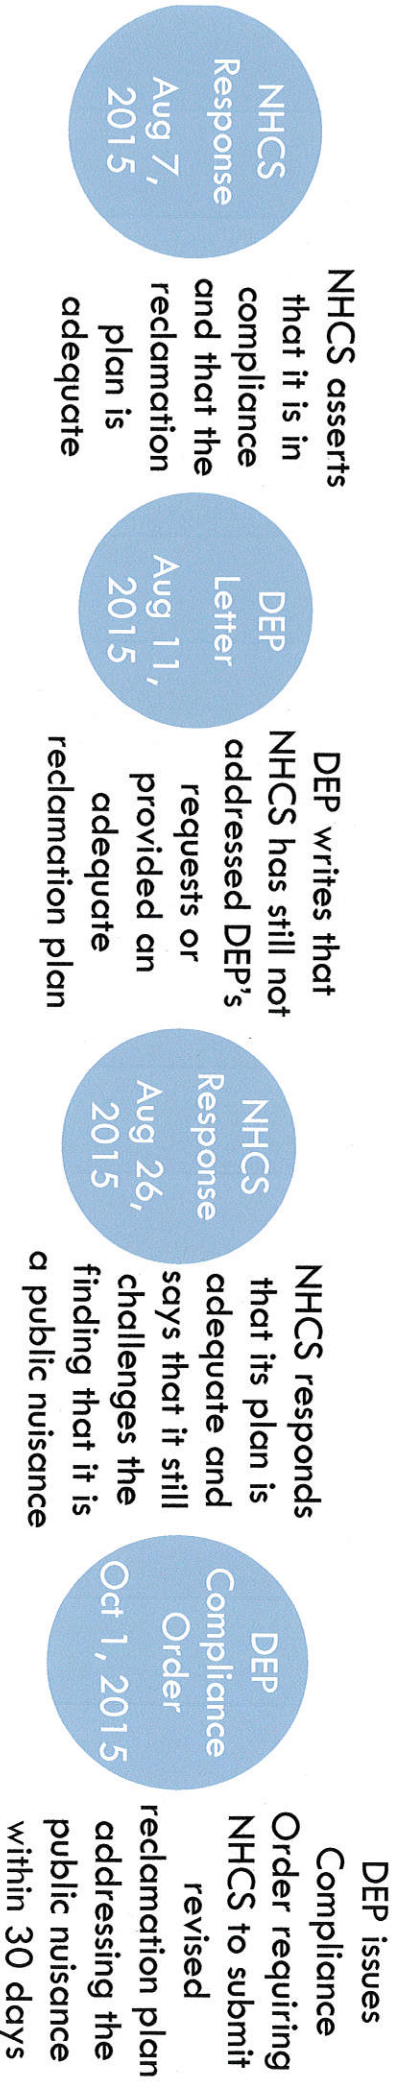 NHCS
Response
Aug 7,
2015
NHCS asserts
that it is in
compliance
and that the
reclamation
plan is
adequate
DEP
Letter
Aug 11,
2015
DEP writes that
NHCS has still not
addressed DEP's
requests or
provided an
adequate
reclamation plan
NHCS
Response
Aug 26,
2015
NHCS responds
that its plan is
adequate and
says that it still
challenges the
finding that it is
a public nuisance
DEP
Compliance
Order
Oct 1, 2015
DEP issues
Compliance
Order requiring
NHCS to submit
revised
reclamation plan
addressing the
public nuisance
within 30 days